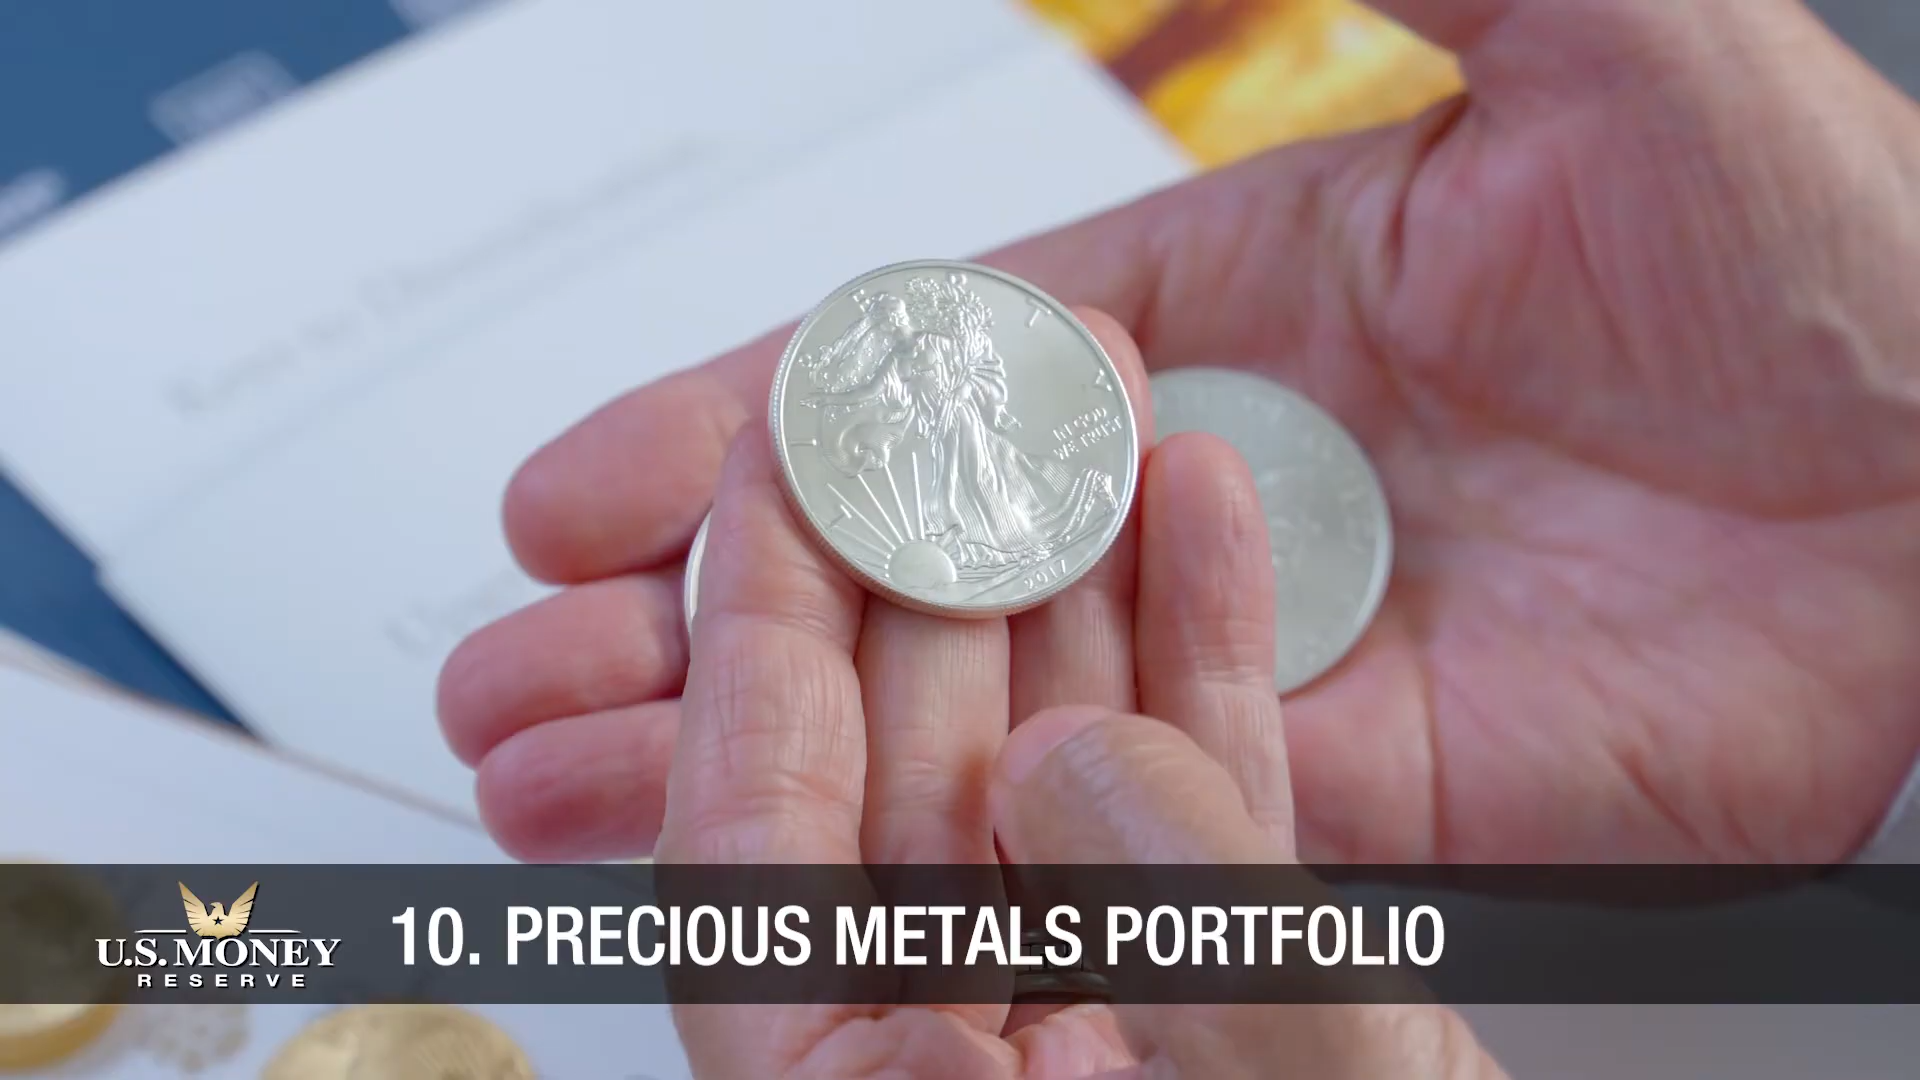 LIBERTY
IN GOD
WE TRUST
2017
U.S. MONEY
RESERVE
10. PRECIOUS METALS PORTFOLIO